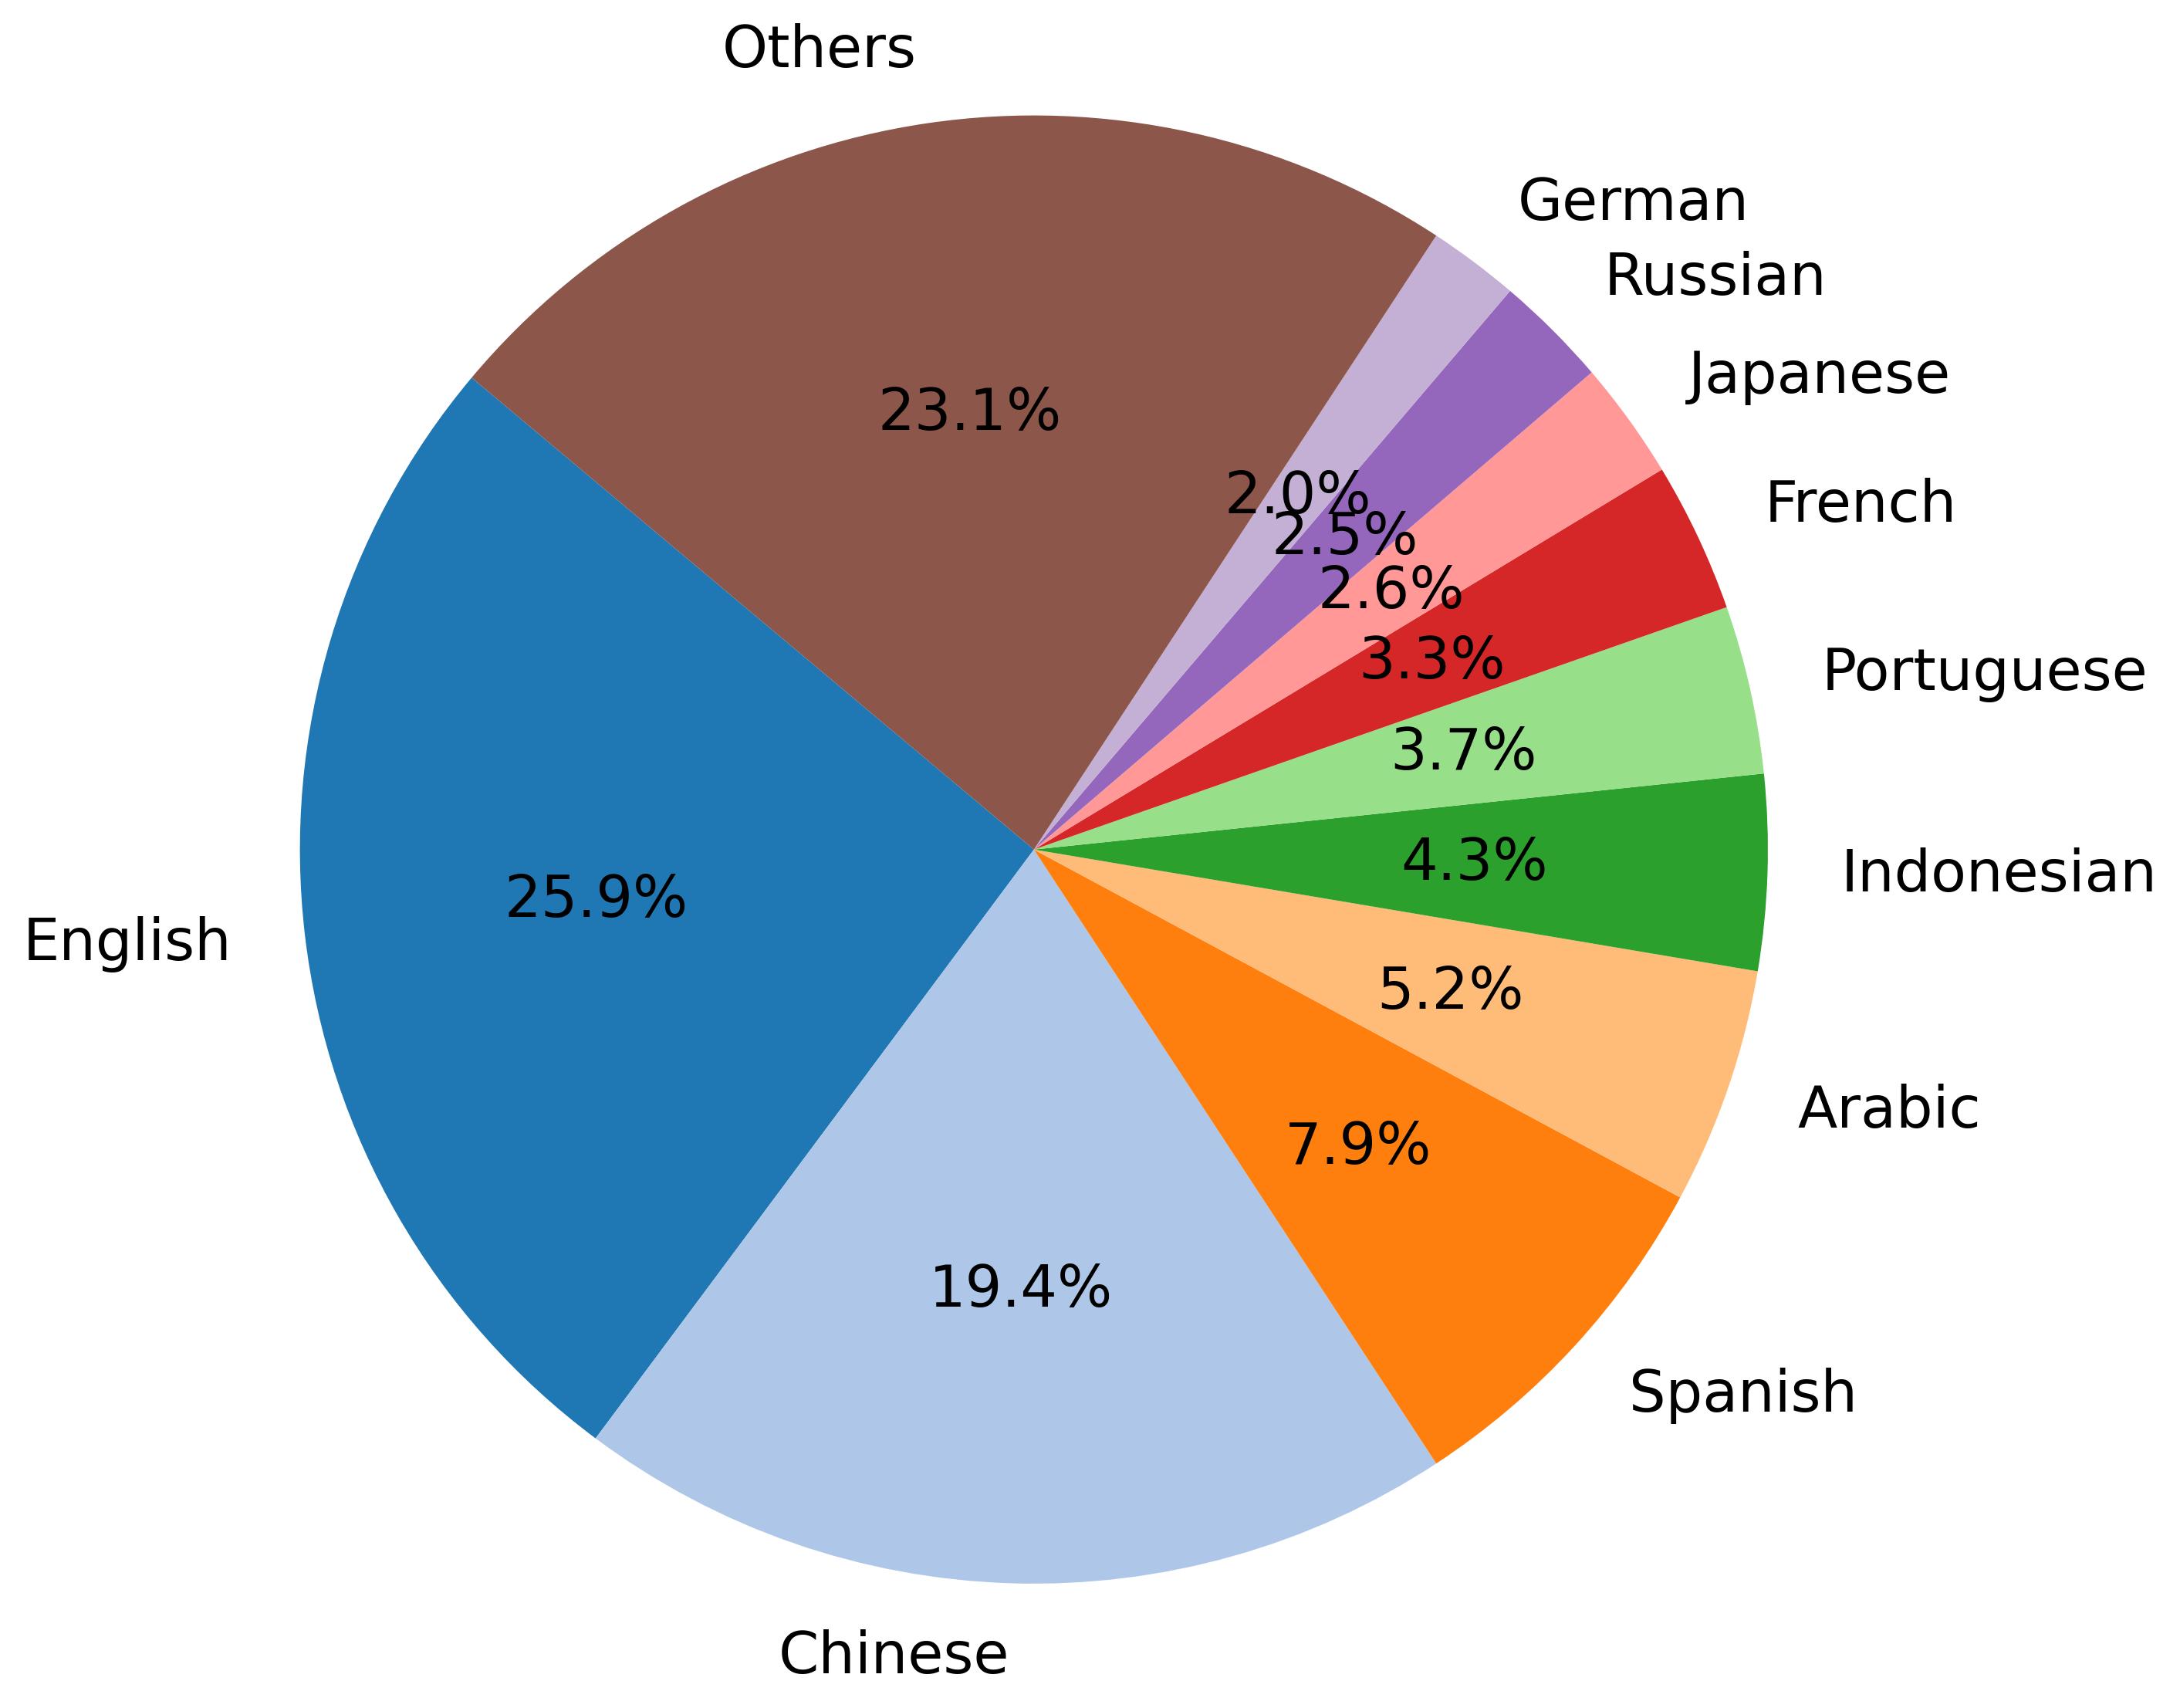 Others
German
Russian
Japanese
French
Portuguese
Indonesian
Arabic
Spanish
Chinese
English
23.1%
2.0%
2.5%
2.6%
3.3%
3.7%
4.3%
5.2%
7.9%
19.4%
25.9%